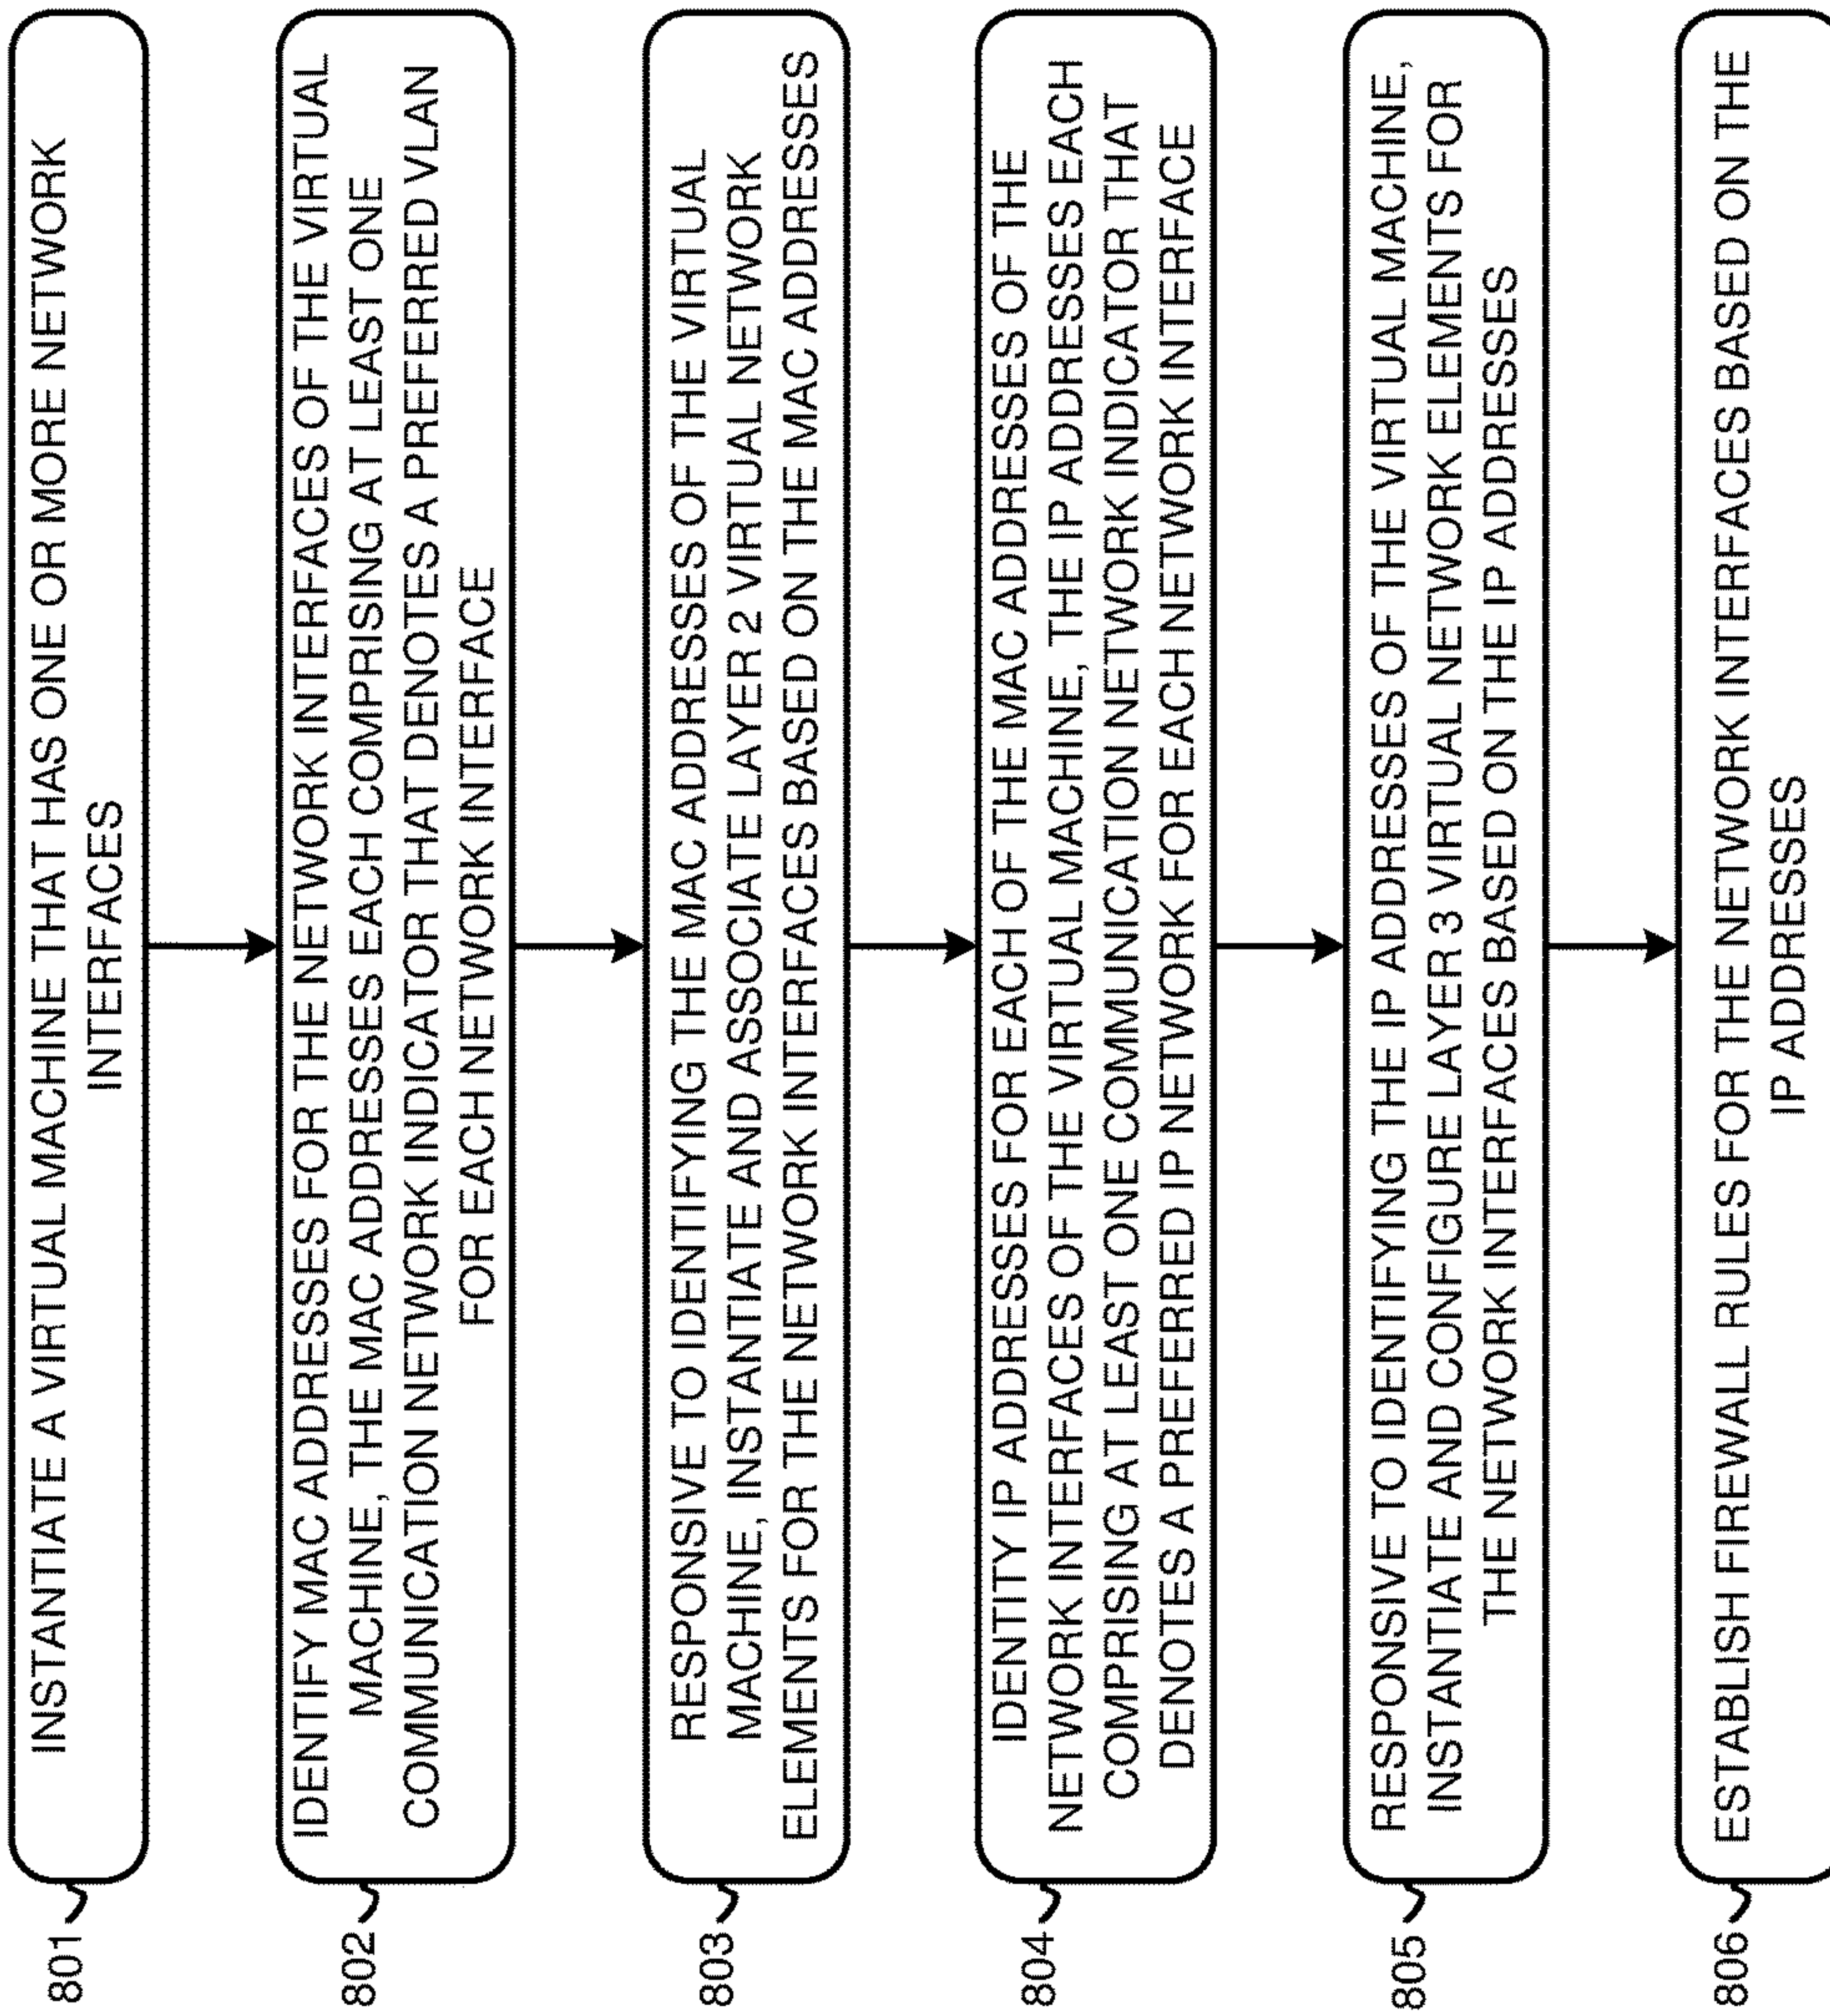 801
INSTANTIATE A VIRTUAL MACHINE THAT HAS ONE OR MORE NETWORK
INTERFACES
802
IDENTIFY MAC ADDRESSES FOR THE NETWORK INTERFACES OF THE VIRTUAL
MACHINE, THE MAC ADDRESSES EACH COMPRISING AT LEAST ONE
COMMUNICATION NETWORK INDICATOR THAT DENOTES A PREFERRED VLAN
FOR EACH NETWORK INTERFACE
803
RESPONSIVE TO IDENTIFYING THE MAC ADDRESSES OF THE VIRTUAL
MACHINE, INSTANTIATE AND ASSOCIATE LAYER 2 VIRTUAL NETWORK
ELEMENTS FOR THE NETWORK INTERFACES BASED ON THE MAC ADDRESSES
804
IDENTITY IP ADDRESSES FOR EACH OF THE MAC ADDRESSES OF THE
NETWORK INTERFACES OF THE VIRTUAL MACHINE, THE IP ADDRESSES EACH
COMPRISING AT LEAST ONE COMMUNICATION NETWORK INDICATOR THAT
DENOTES A PREFERRED IP NETWORK FOR EACH NETWORK INTERFACE
805
RESPONSIVE TO IDENTIFYING THE IP ADDRESSES OF THE VIRTUAL MACHINE,
INSTANTIATE AND CONFIGURE LAYER 3 VIRTUAL NETWORK ELEMENTS FOR
THE NETWORK INTERFACES BASED ON THE IP ADDRESSES
806
ESTABLISH FIREWALL RULES FOR THE NETWORK INTERFACES BASED ON THE
IP ADDRESSES